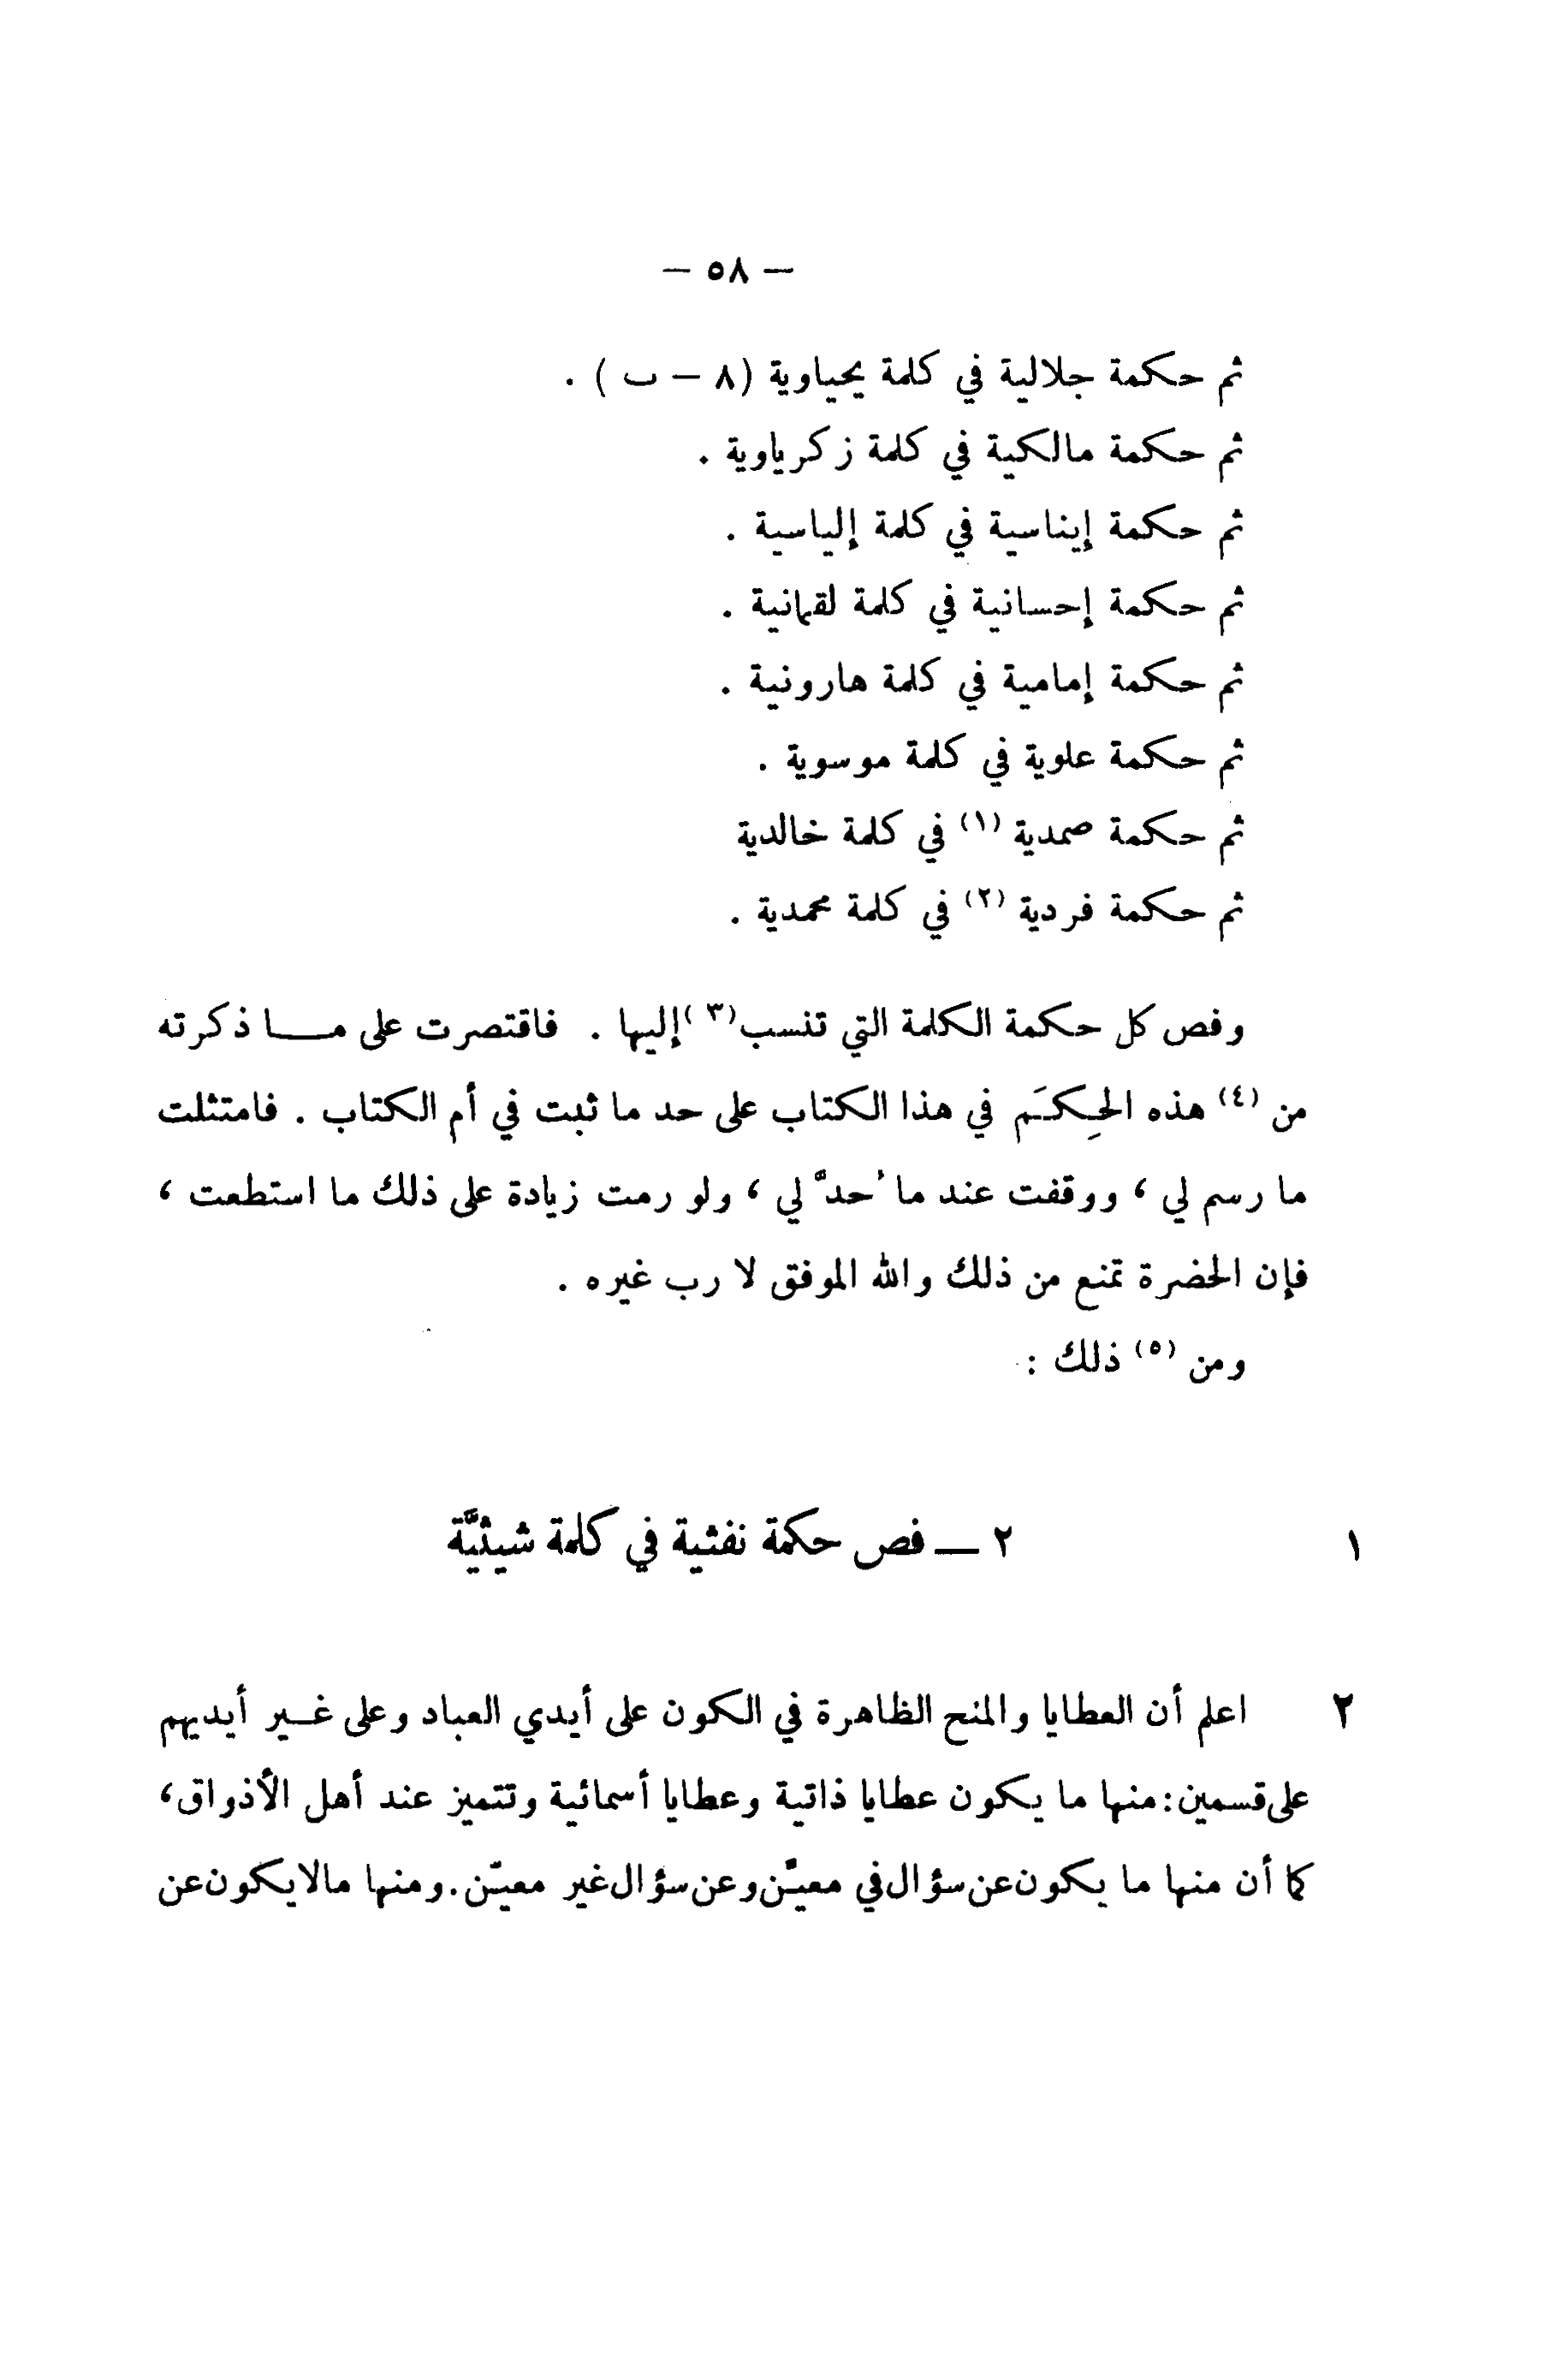 — ٥٨ —
ثم حكمة جلالية في كلمة يحياوية (٨ – ب ) .
ثم حكمة مالكية في كلمة زكرياوية .
ثم حكمة إيناسية في كلمة إلياسية .
ثم حكمة إحسانية في كلمة لقمانية .
ثم حكمة إمامية في كلمة هارونية .
ثم حكمة علوية في كلمة موسوية .
ثم حكمة صمدية (١) في كلمة خالدية
ثم حكمة فردية (٢) في كلمة محمدية .
وفص كل حكمة الكلمة التي تنسب(٣) إليها . فاقتصرت على مـــا ذكرته
من (٤) هذه الحِكَم في هذا الكتاب على حد ما ثبت في أم الكتاب . فامتثلت
ما رسم لي ، ووقفت عند ما حُدَّ لي ، ولو رمت زيادة على ذلك ما استطعت ،
فإن الحضرة تمنع من ذلك والله الموفق لا رب غيره .
ومن (٥) ذلك :
١ ٢ — فص حكمة نفثية في كلمة شيثيَّة
٢ اعلم أن العطايا والمنح الظاهرة في الكون على أيدي العباد وعلى غـير أيديهم
على قسمين: منها ما يكون عطايا ذاتية وعطايا أسمائية وتتميز عند أهل الأذواق،
كما أن منها ما يكون عن سؤال في معيَّن وعن سؤال غير معيّن. ومنها مالا يكون عن